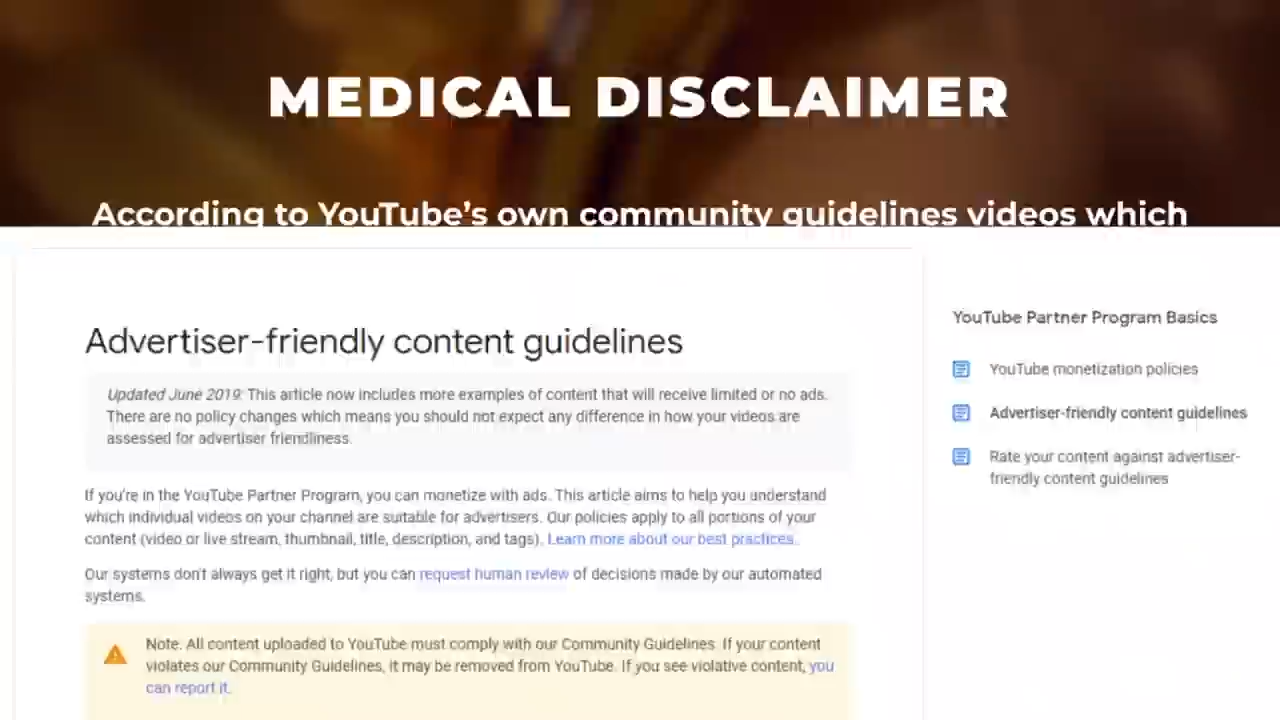 MEDICAL DISCLAIMER
According to YouTube's own community guidelines videos which
Advertiser-friendly content guidelines
Updated June 2019: This article now includes more examples of content that will receive limited or no ads.
There are no policy changes which means you should not expect any difference in how your videos are
assessed for advertiser friendliness.
If you're in the YouTube Partner Program, you can monetize with ads. This article aims to help you understand
which individual videos on your channel are suitable for advertisers. Our policies apply to all portions of your
content (video or live stream, thumbnail, title, description, and tags). Learn more about our best practices.
Our systems don't always get it right, but you can request human review of decisions made by our automated
systems.
Note: All content uploaded to YouTube must comply with our Community Guidelines. If your content
violates our Community Guidelines, it may be removed from YouTube. If you see violative content, you
can report it.
YouTube Partner Program Basics
YouTube monetization policies
Advertiser-friendly content guidelines
Rate your content against advertiser-
friendly content guidelines